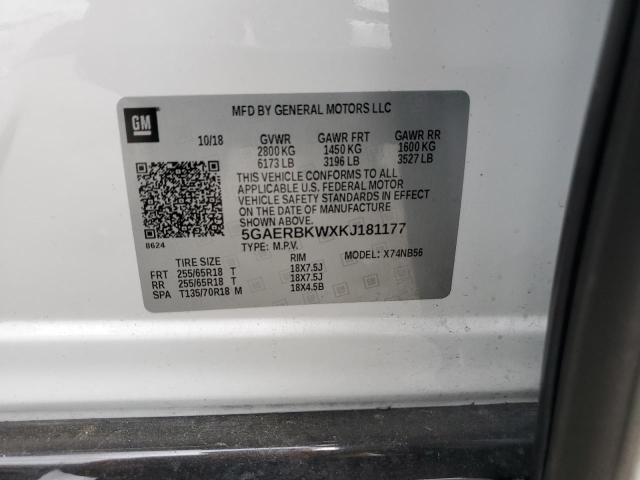 MFD BY GENERAL MOTORS LLC
GM
10/18 GVWR GAWR FRT GAWR RR
2800 KG 1450 KG 1600 KG
6173 LB 3196 LB 3527 LB
THIS VEHICLE CONFORMS TO ALL
APPLICABLE U.S. FEDERAL MOTOR
VEHICLE SAFETY STANDARDS IN EFFECT
ON THE DATE OF MANUFACTURE
SHOWN ABOVE.
8624
5GAERBKWXKJ181177
TYPE: M.P.V. MODEL: X74NB56
TIRE SIZE RIM
FRT 255/65R18 T 18X7.5J
RR 255/65R18 T 18X7.5J
SPA T135/70R18 M 18X4.5B